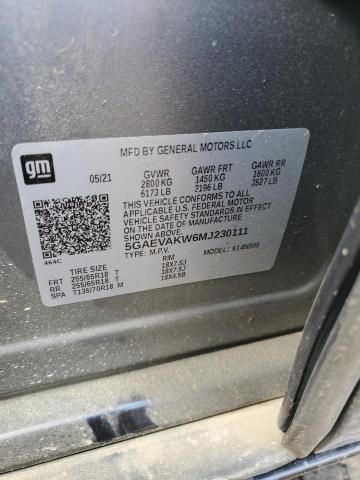 gm
MFD BY GENERAL MOTORS LLC
05/21 GVWR GAWR FRT GAWR RR
2800 KG 1450 KG 1600 KG
6173 LB 2196 LB 3527 LB
THIS VEHICLE CONFORMS TO ALL
APPLICABLE U.S. FEDERAL MOTOR
VEHICLE SAFETY STANDARDS IN
EFFECT ON THE DATE OF
MANUFACTURE SHOWN ABOVE.
5GAEVAKW6MJ230111
TYPE: M.P.V. MODEL:
464C
TIRE SIZE RIM
FRT 255/65R18 T 18X7.5J
RR 255/65R18 T 18X7.5J
SPA T135/70R18 M 18X4.5B